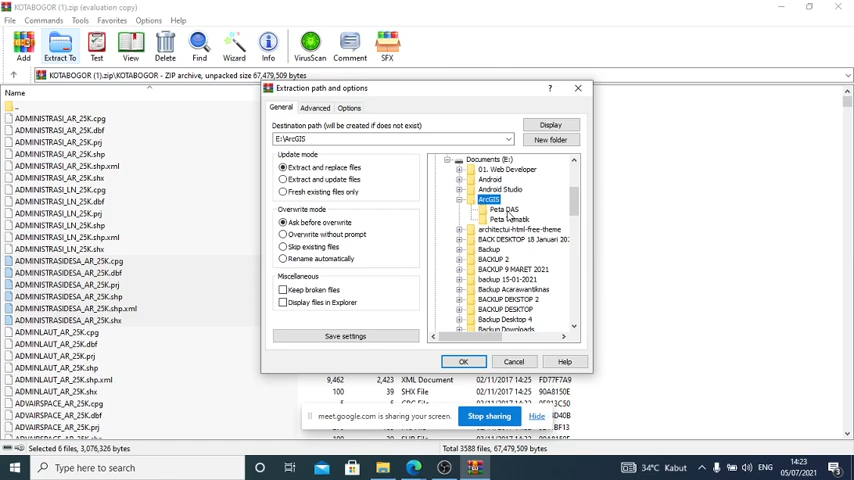 KOTABOGOR (1).zip (evaluation copy)
File Commands Tools Favorites Options Help
Add Extract To Test View Delete Find Wizard Info VirusScan Comment SFX
KOTABOGOR (1).zip\KOTABOGOR - ZIP archive, unpacked size 67,479,509 bytes
Name
..
ADMINISTRASI_AR_25K.cpg
ADMINISTRASI_AR_25K.dbf
ADMINISTRASI_AR_25K.prj
ADMINISTRASI_AR_25K.shp
ADMINISTRASI_AR_25K.shp.xml
ADMINISTRASI_AR_25K.shx
ADMINISTRASI_LN_25K.cpg
ADMINISTRASI_LN_25K.dbf
ADMINISTRASI_LN_25K.prj
ADMINISTRASI_LN_25K.shp
ADMINISTRASI_LN_25K.shp.xml
ADMINISTRASI_LN_25K.shx
ADMINISTRASIDESA_AR_25K.cpg
ADMINISTRASIDESA_AR_25K.dbf
ADMINISTRASIDESA_AR_25K.prj
ADMINISTRASIDESA_AR_25K.shp
ADMINISTRASIDESA_AR_25K.shp.xml
ADMINISTRASIDESA_AR_25K.shx
ADMINLAUT_AR_25K.cpg
ADMINLAUT_AR_25K.dbf
ADMINLAUT_AR_25K.prj
ADMINLAUT_AR_25K.shp
ADMINLAUT_AR_25K.shp.xml
ADMINLAUT_AR_25K.shx
ADVAIRSPACE_AR_25K.cpg
ADVAIRSPACE_AR_25K.dbf
ADVAIRSPACE_AR_25K.prj
Extraction path and options
General Advanced Options
Destination path (will be created if does not exist)
E:\ArcGIS
Display
New folder
Update mode
Extract and replace files
Extract and update files
Fresh existing files only
Overwrite mode
Ask before overwrite
Overwrite without prompt
Skip existing files
Rename automatically
Miscellaneous
Keep broken files
Display files in Explorer
Save settings
Documents (E:)
01. Web Developer
Android
Android Studio
ArcGIS
Peta DAS
architectui-html-free-theme
BACK DESKTOP 18 Januari 202
Backup
BACKUP 2
BACKUP 9 MARET 2021
backup 15-01-2021
Backup Acarawantiknas
BACKUP DEKSTOP 2
BACKUP DESKTOP
Backup Desktop 4
Backup Downloads
OK Cancel Help
9,462 2,423 XML Document 02/11/2017 14:25 FD77F7A9
100 39 SHX File 02/11/2017 14:25 90A8150E
meet.google.com is sharing your screen. Stop sharing Hide
Selected 6 files, 3,076,326 bytes
Total 3588 files, 67,479,509 bytes
Type here to search
34°C Kabut
ENG
14:23
05/07/2021
3